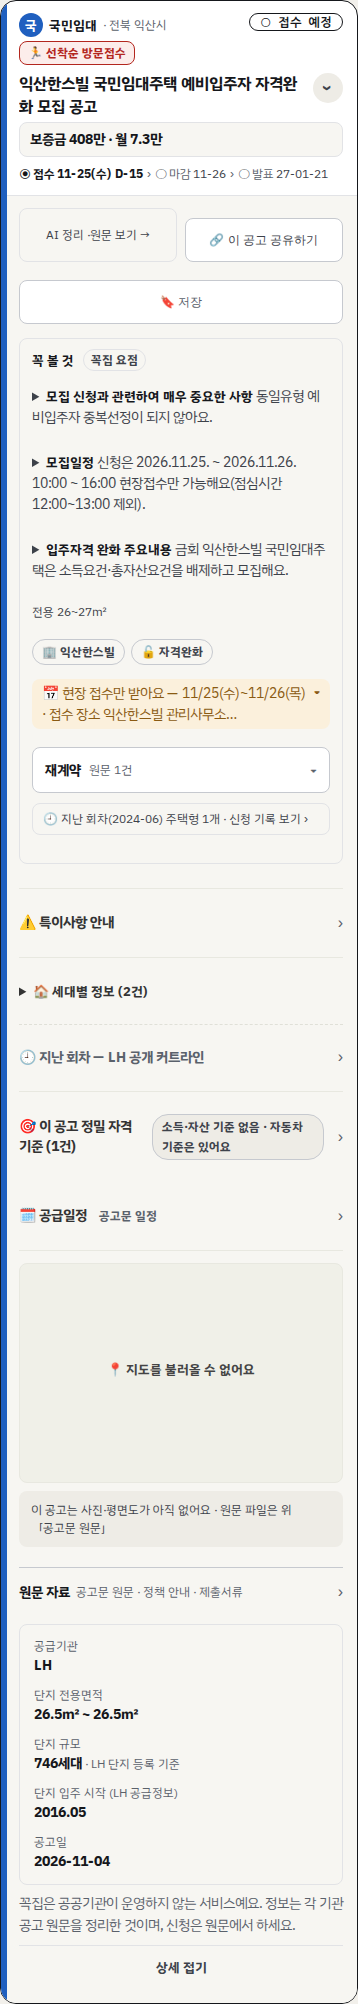 국 국민임대 · 전북 익산시 ○ 접수 예정
🏃 선착순 방문접수
익산한스빌 국민임대주택 예비입주자 자격완
화 모집 공고
보증금 408만 · 월 7.3만
◉ 접수 11-25(수) D-15 › ○ 마감 11-26 › ○ 발표 27-01-21
AI 정리 ·원문 보기 →
🔗 이 공고 공유하기
🔖 저장
꼭 볼 것 꼭집 요점
▶ 모집 신청과 관련하여 매우 중요한 사항 동일유형 예
비입주자 중복선정이 되지 않아요.
▶ 모집일정 신청은 2026.11.25. ~ 2026.11.26.
10:00 ~ 16:00 현장접수만 가능해요(점심시간
12:00~13:00 제외).
▶ 입주자격 완화 주요내용 금회 익산한스빌 국민임대주
택은 소득요건·총자산요건을 배제하고 모집해요.
전용 26~27m²
🏢 익산한스빌 🔓 자격완화
📅 현장 접수만 받아요 — 11/25(수)~11/26(목)
· 접수 장소 익산한스빌 관리사무소...
재계약 원문 1건
🕘 지난 회차(2024-06) 주택형 1개 · 신청 기록 보기 ›
⚠️ 특이사항 안내 ›
▶ 🏠 세대별 정보 (2건)
🕘 지난 회차 — LH 공개 커트라인 ›
🎯 이 공고 정밀 자격
기준 (1건)
소득·자산 기준 없음 · 자동차
기준은 있어요 ›
🗓️ 공급일정 공고문 일정 ›
📍 지도를 불러올 수 없어요
이 공고는 사진·평면도가 아직 없어요 · 원문 파일은 위
「공고문 원문」
원문 자료 공고문 원문 · 정책 안내 · 제출서류 ›
공급기관
LH
단지 전용면적
26.5m² ~ 26.5m²
단지 규모
746세대 · LH 단지 등록 기준
단지 입주 시작 (LH 공급정보)
2016.05
공고일
2026-11-04
꼭집은 공공기관이 운영하지 않는 서비스예요. 정보는 각 기관
공고 원문을 정리한 것이며, 신청은 원문에서 하세요.
상세 접기